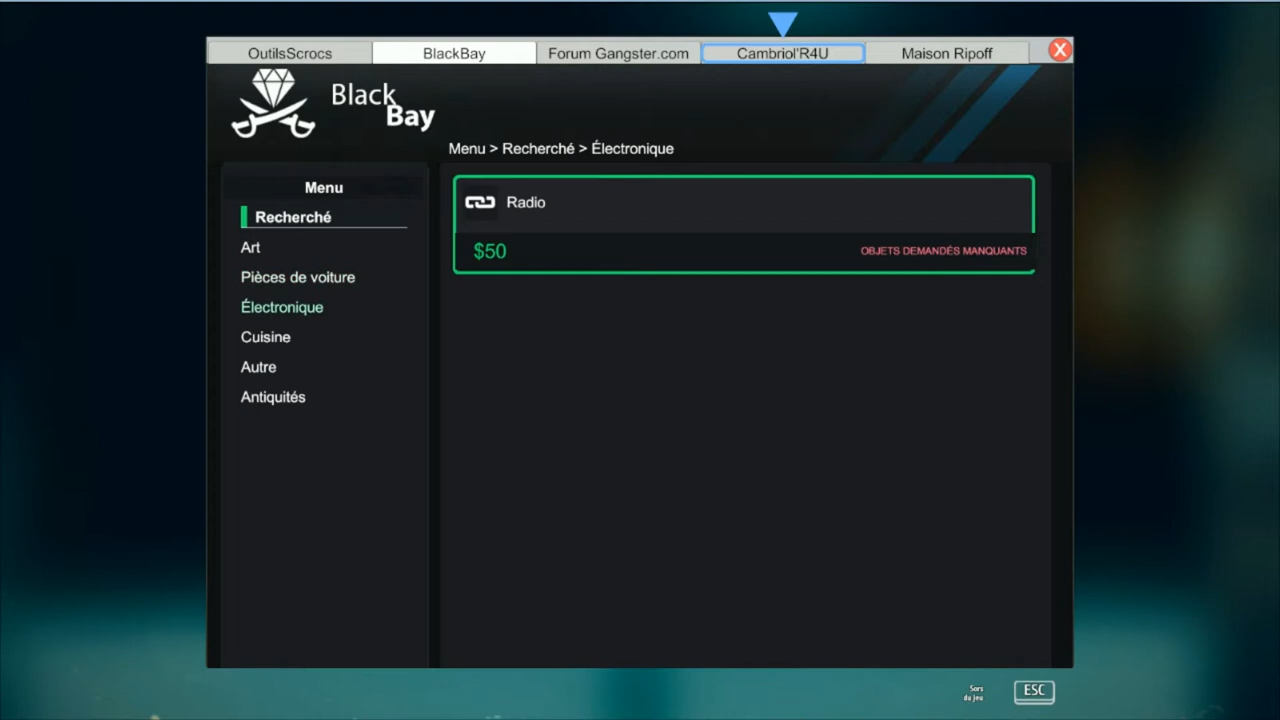 OutilsScrocs
BlackBay
Forum Gangster.com
Cambriol'R4U
Maison Ripoff
Black
Bay
Menu > Recherché > Électronique
Menu
Recherché
Art
Pièces de voiture
Électronique
Cuisine
Autre
Antiquités
Radio
$50
OBJETS DEMANDÉS MANQUANTS
Sors
du jeu
ESC